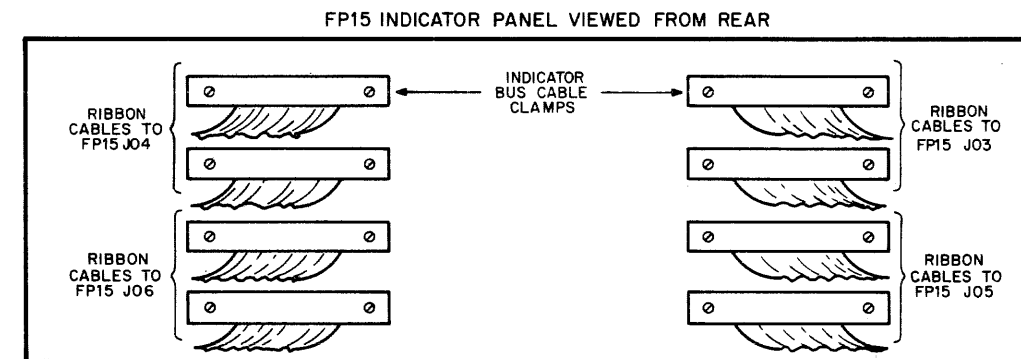 FP15 INDICATOR PANEL VIEWED FROM REAR
RIBBON
CABLES TO
FP15 J04
INDICATOR
BUS CABLE
CLAMPS
RIBBON
CABLES TO
FP15 J03
RIBBON
CABLES TO
FP15 J06
RIBBON
CABLES TO
FP15 J05